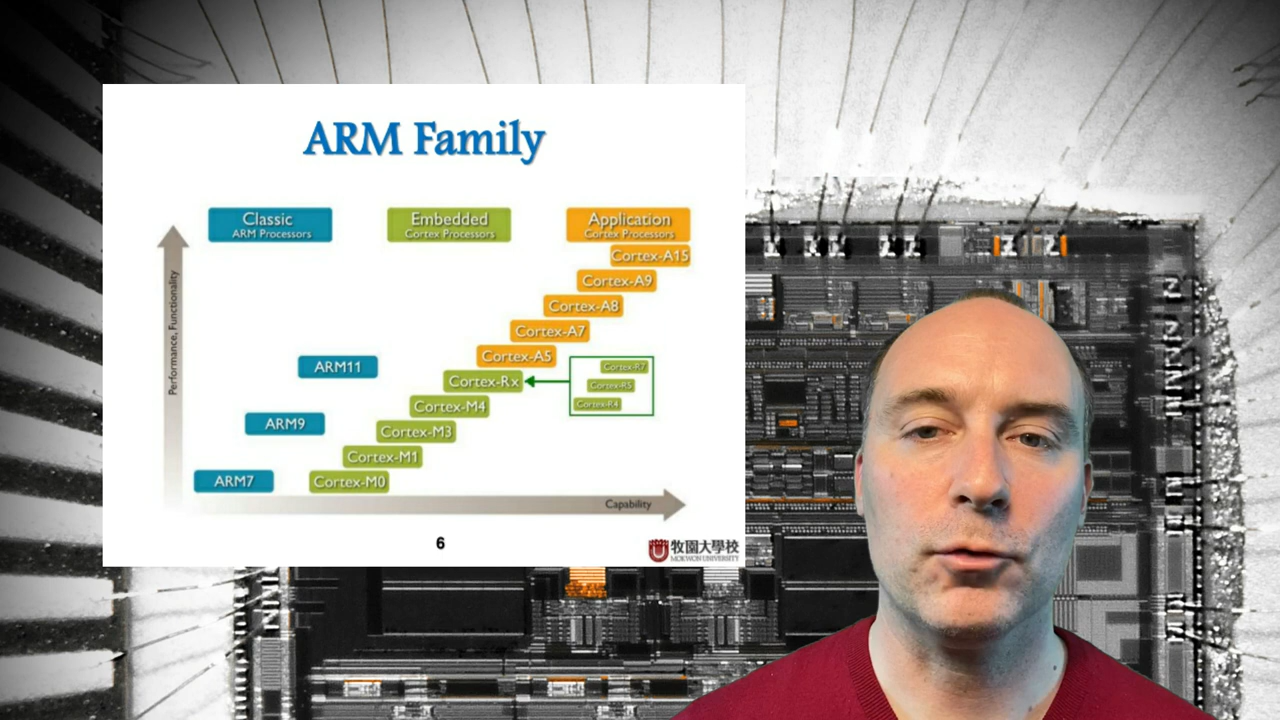 ARM Family
Classic
ARM Processors
Embedded
Cortex Processors
Application
Cortex Processors
Cortex-A15
Cortex-A9
Cortex-A8
Cortex-A7
Cortex-A5
Cortex-Rx
Cortex-R7
Cortex-R5
Cortex-R4
Cortex-M4
Cortex-M3
Cortex-M1
Cortex-M0
ARM11
ARM9
ARM7
Performance, Functionality
Capability
6
牧園大學校
MOKWON UNIVERSITY